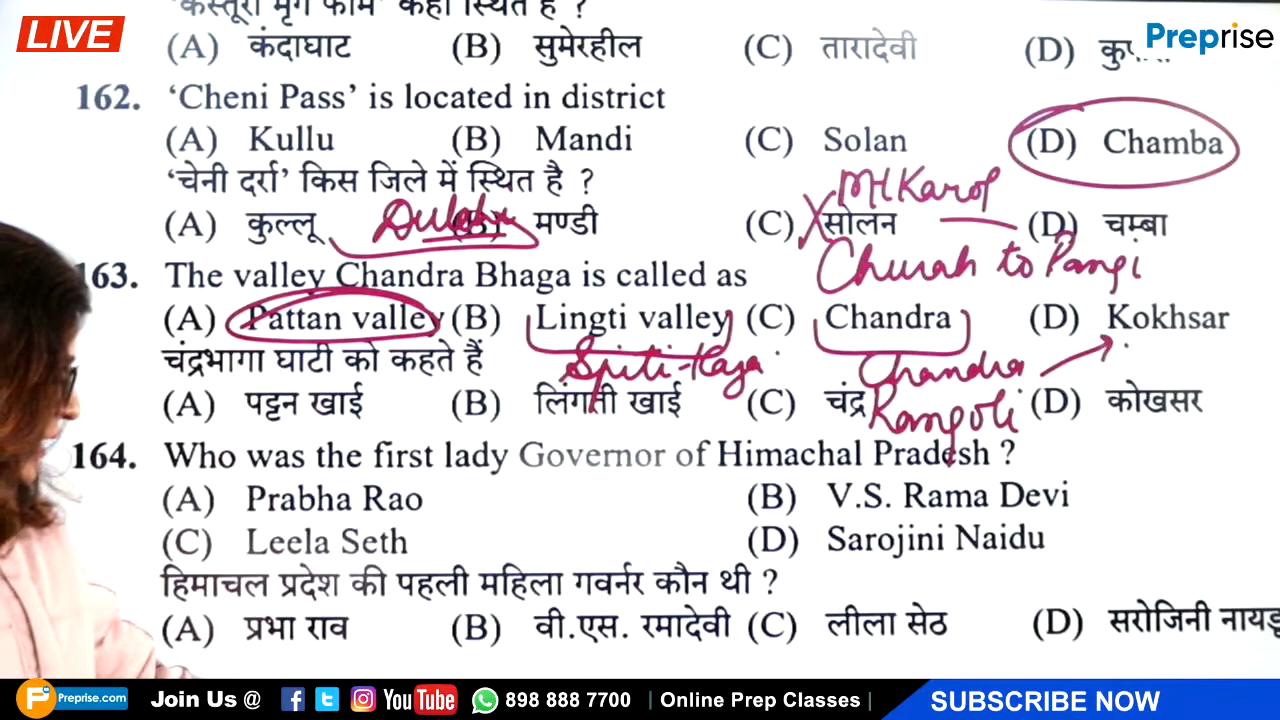 'कस्तूरी मृग फार्म' कहाँ स्थित है ?
LIVE
Preprise
(A) कंदाघाट (B) सुमेरहील (C) तारादेवी (D)
162. 'Cheni Pass' is located in district
(A) Kullu (B) Mandi (C) Solan (D) Chamba
'चेनी दर्रा' किस जिले में स्थित है ?
Mt Karol
(A) कुल्लू (B) मण्डी (C) सोलन (D) चम्बा
Churah to Pangi
163. The valley Chandra Bhaga is called as
(A) Pattan valley (B) Lingti valley (C) Chandra (D) Kokhsar
चंद्रभागा घाटी को कहते हैं
Spiti-Kaza
Chandra
(A) पट्टन खाई (B) लिंगती खाई (C) चंद्र (D) कोखसर
164. Who was the first lady Governor of Himachal Pradesh ?
(A) Prabha Rao (B) V.S. Rama Devi
(C) Leela Seth (D) Sarojini Naidu
हिमाचल प्रदेश की पहली महिला गवर्नर कौन थी ?
(A) प्रभा राव (B) वी.एस. रमादेवी (C) लीला सेठ (D) सरोजिनी नायडू
Preprise.com Join Us @ YouTube 898 888 7700 | Online Prep Classes | SUBSCRIBE NOW